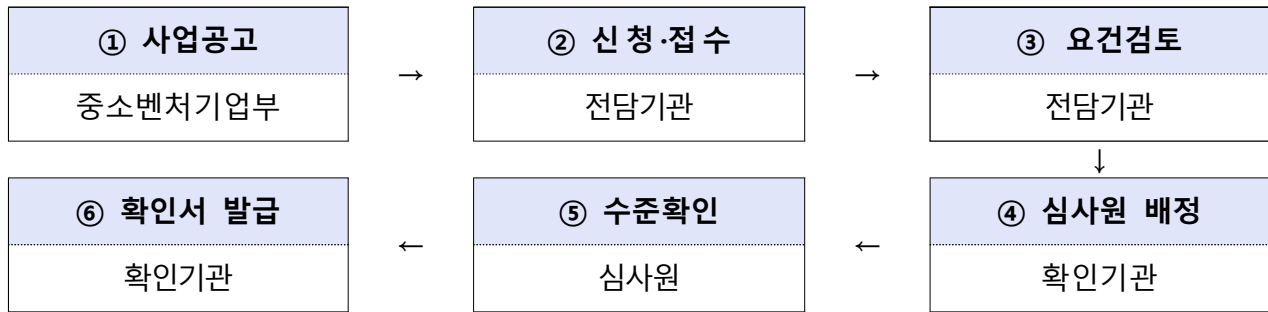 ① 사업공고
중소벤처기업부
→
② 신청·접수
전담기관
→
③ 요건검토
전담기관
↓
④ 심사원 배정
확인기관
←
⑤ 수준확인
심사원
←
⑥ 확인서 발급
확인기관